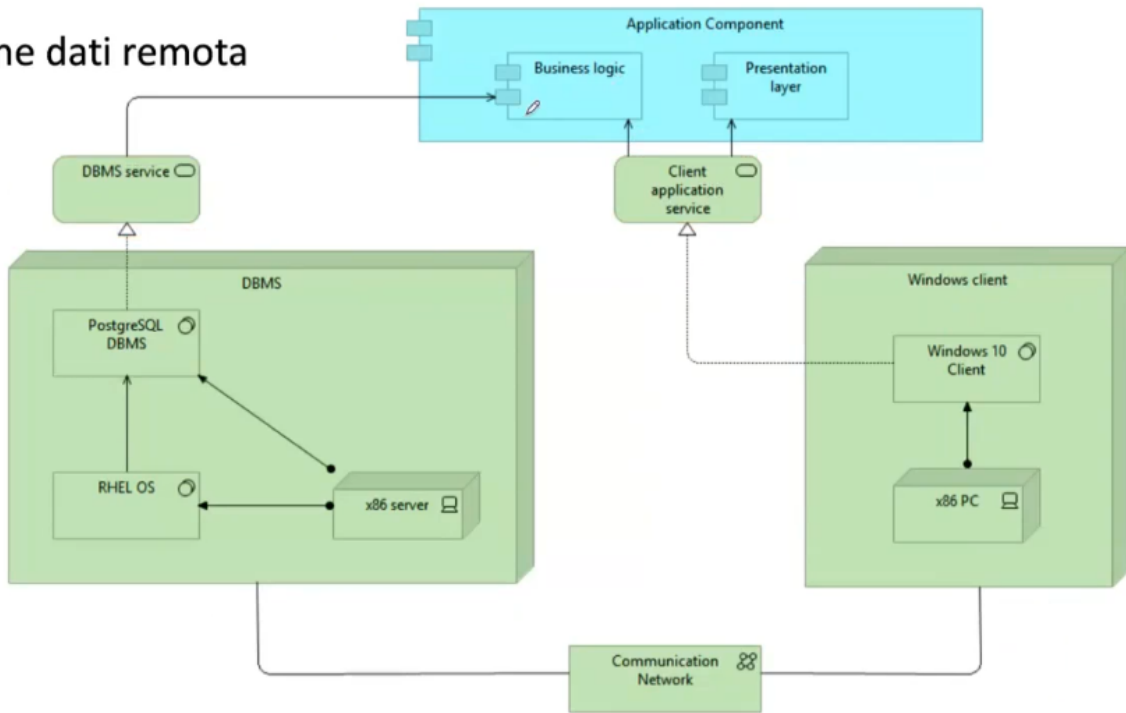 ne dati remota
Application Component
Business logic
Presentation
layer
DBMS service
Client
application
service
DBMS
Windows client
PostgreSQL
DBMS
Windows 10
Client
RHEL OS
x86 server
x86 PC
Communication
Network